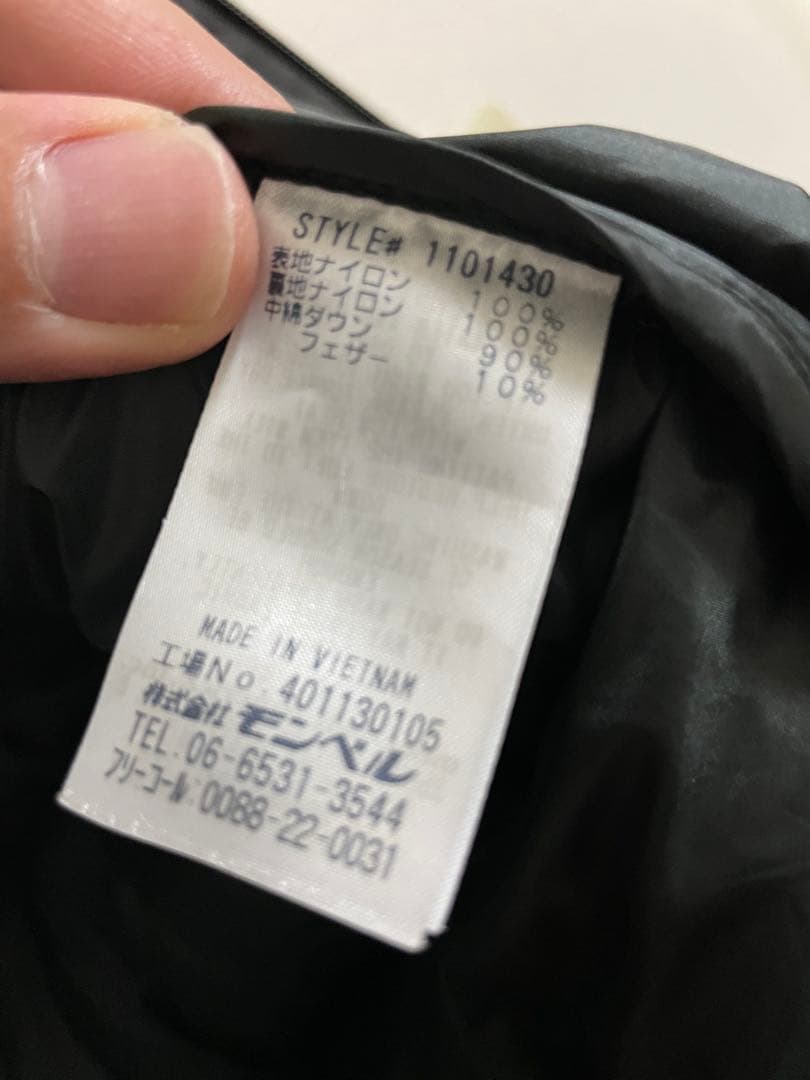 STYLE# 1101430
表地ナイロン 100%
裏地ナイロン 100%
中綿ダウン 90%
フェザー 10%
MADE IN VIETNAM
工場No.401130105
株式会社モンベル
TEL.06-6531-3544
フリーコール:0088-22-0031